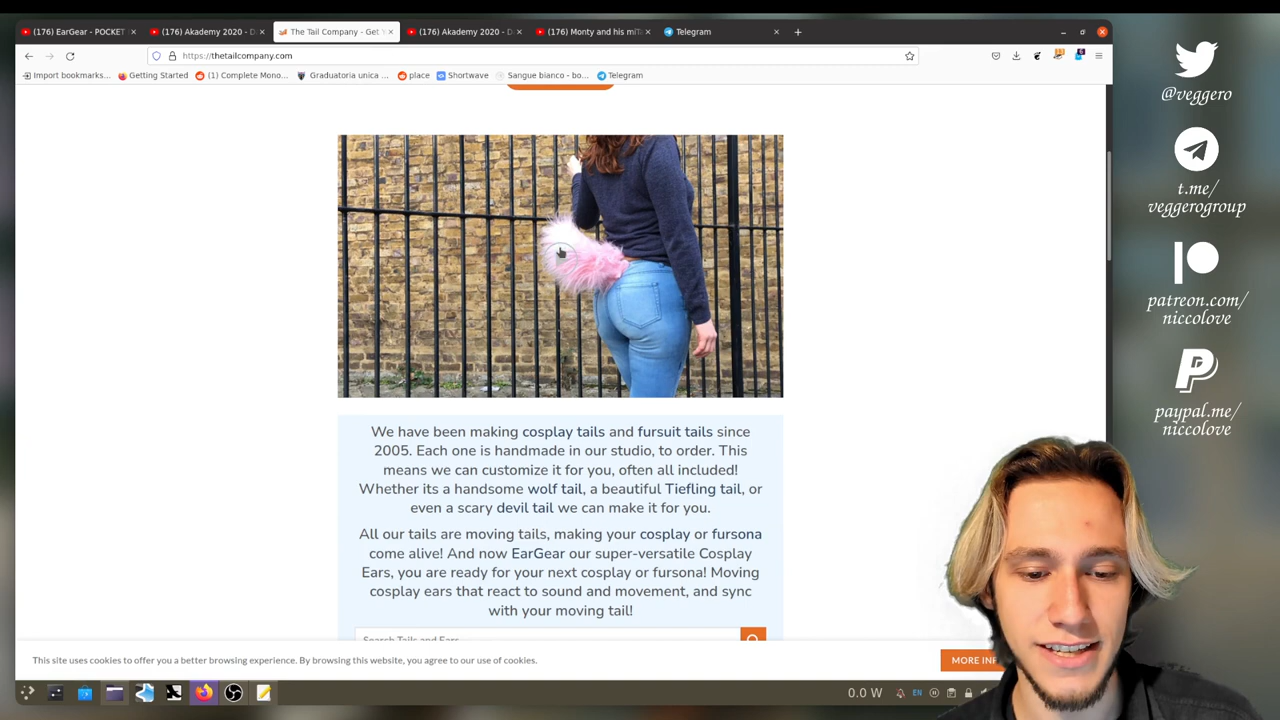 (176) EarGear - POCKET
(176) Akademy 2020 - D
The Tail Company - Get Y
(176) Akademy 2020 - D
(176) Monty and his miTa
Telegram
https://thetailcompany.com
Import bookmarks...
Getting Started
(1) Complete Mono...
Graduatoria unica ...
place
Shortwave
Sangue bianco - bo...
Telegram
We have been making cosplay tails and fursuit tails since
2005. Each one is handmade in our studio, to order. This
means we can customize it for you, often all included!
Whether its a handsome wolf tail, a beautiful Tiefling tail, or
even a scary devil tail we can make it for you.
All our tails are moving tails, making your cosplay or fursona
come alive! And now EarGear our super-versatile Cosplay
Ears, you are ready for your next cosplay or fursona! Moving
cosplay ears that react to sound and movement, and sync
with your moving tail!
Search Tails and Ears
This site uses cookies to offer you a better browsing experience. By browsing this website, you agree to our use of cookies.
MORE INF
0.0 W
EN
@veggero
t.me/
veggerogroup
patreon.com/
niccolove
paypal.me/
niccolove